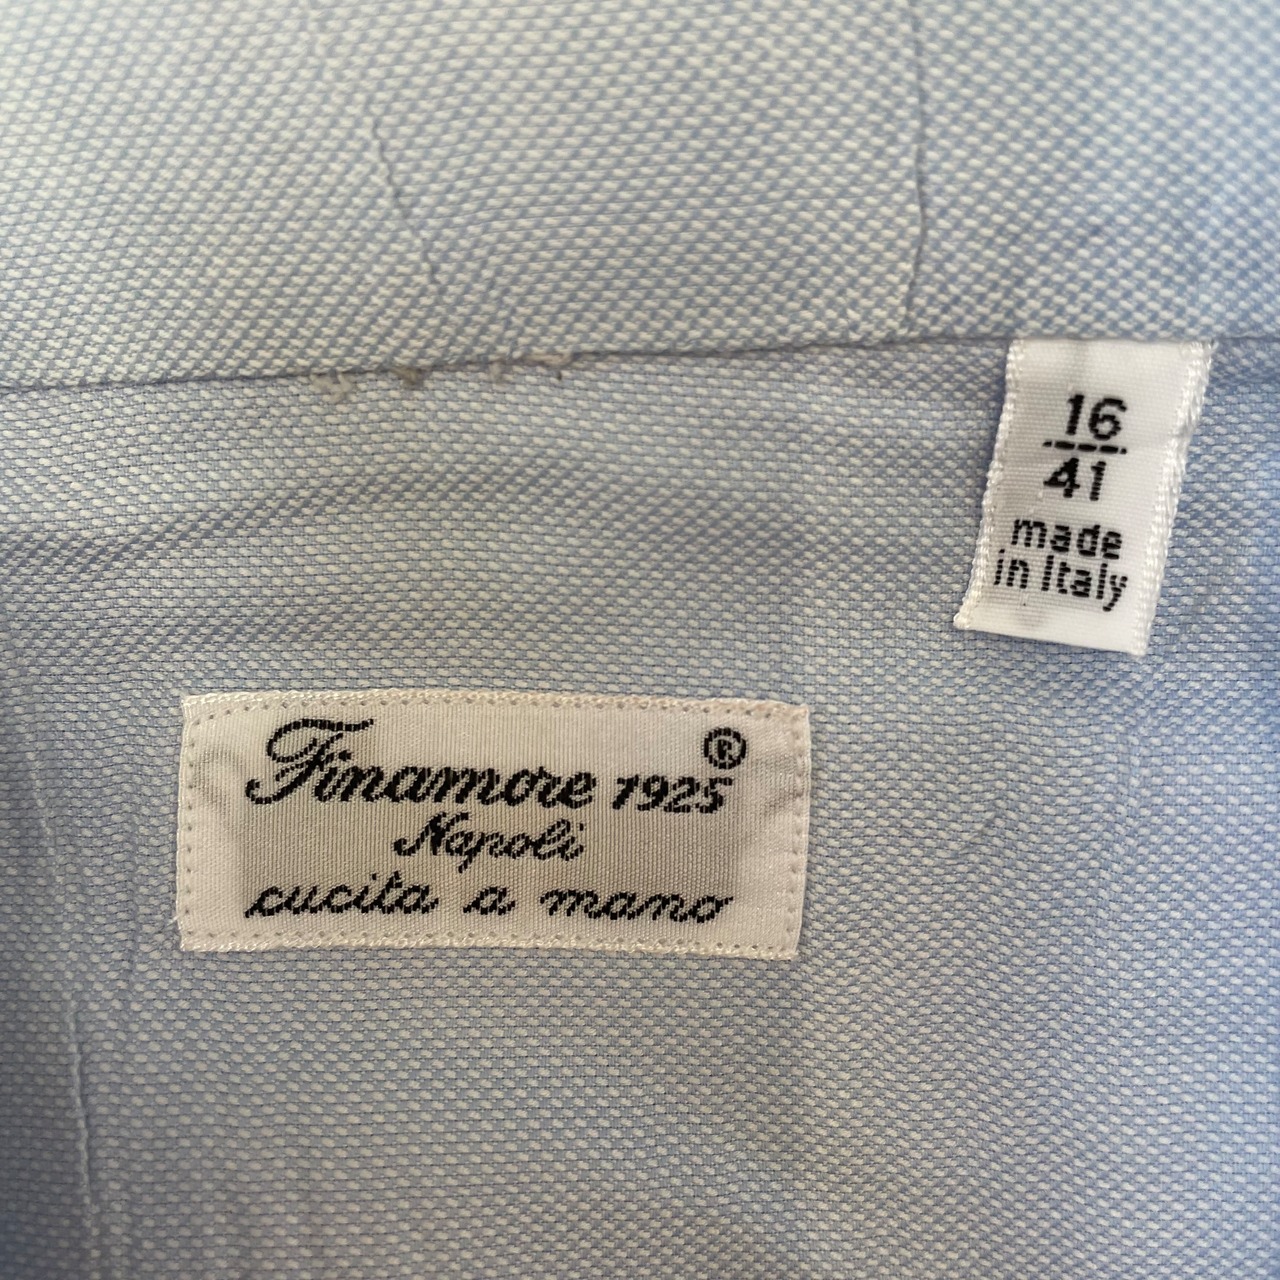 16
41
made
in Italy
Finamore 1925 ®
Napoli
cucita a mano